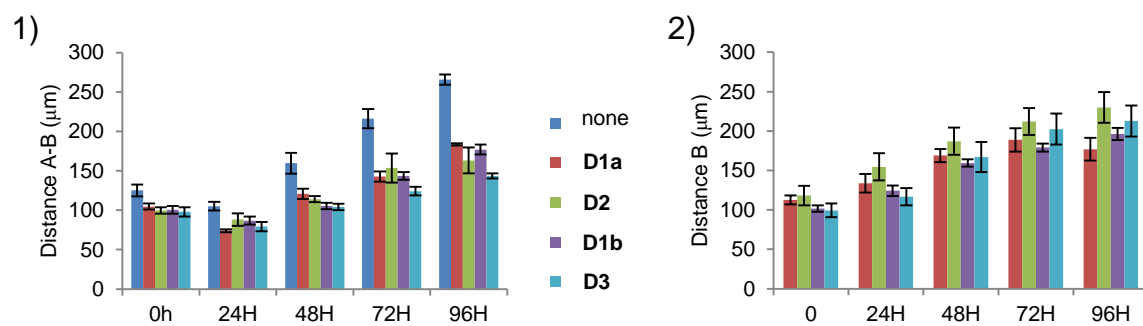 1)
Distance A-B (µm)
300
250
200
150
100
50
0
0h 24H 48H 72H 96H
none
D1a
D2
D1b
D3
2)
Distance B (µm)
300
250
200
150
100
50
0
0 24H 48H 72H 96H